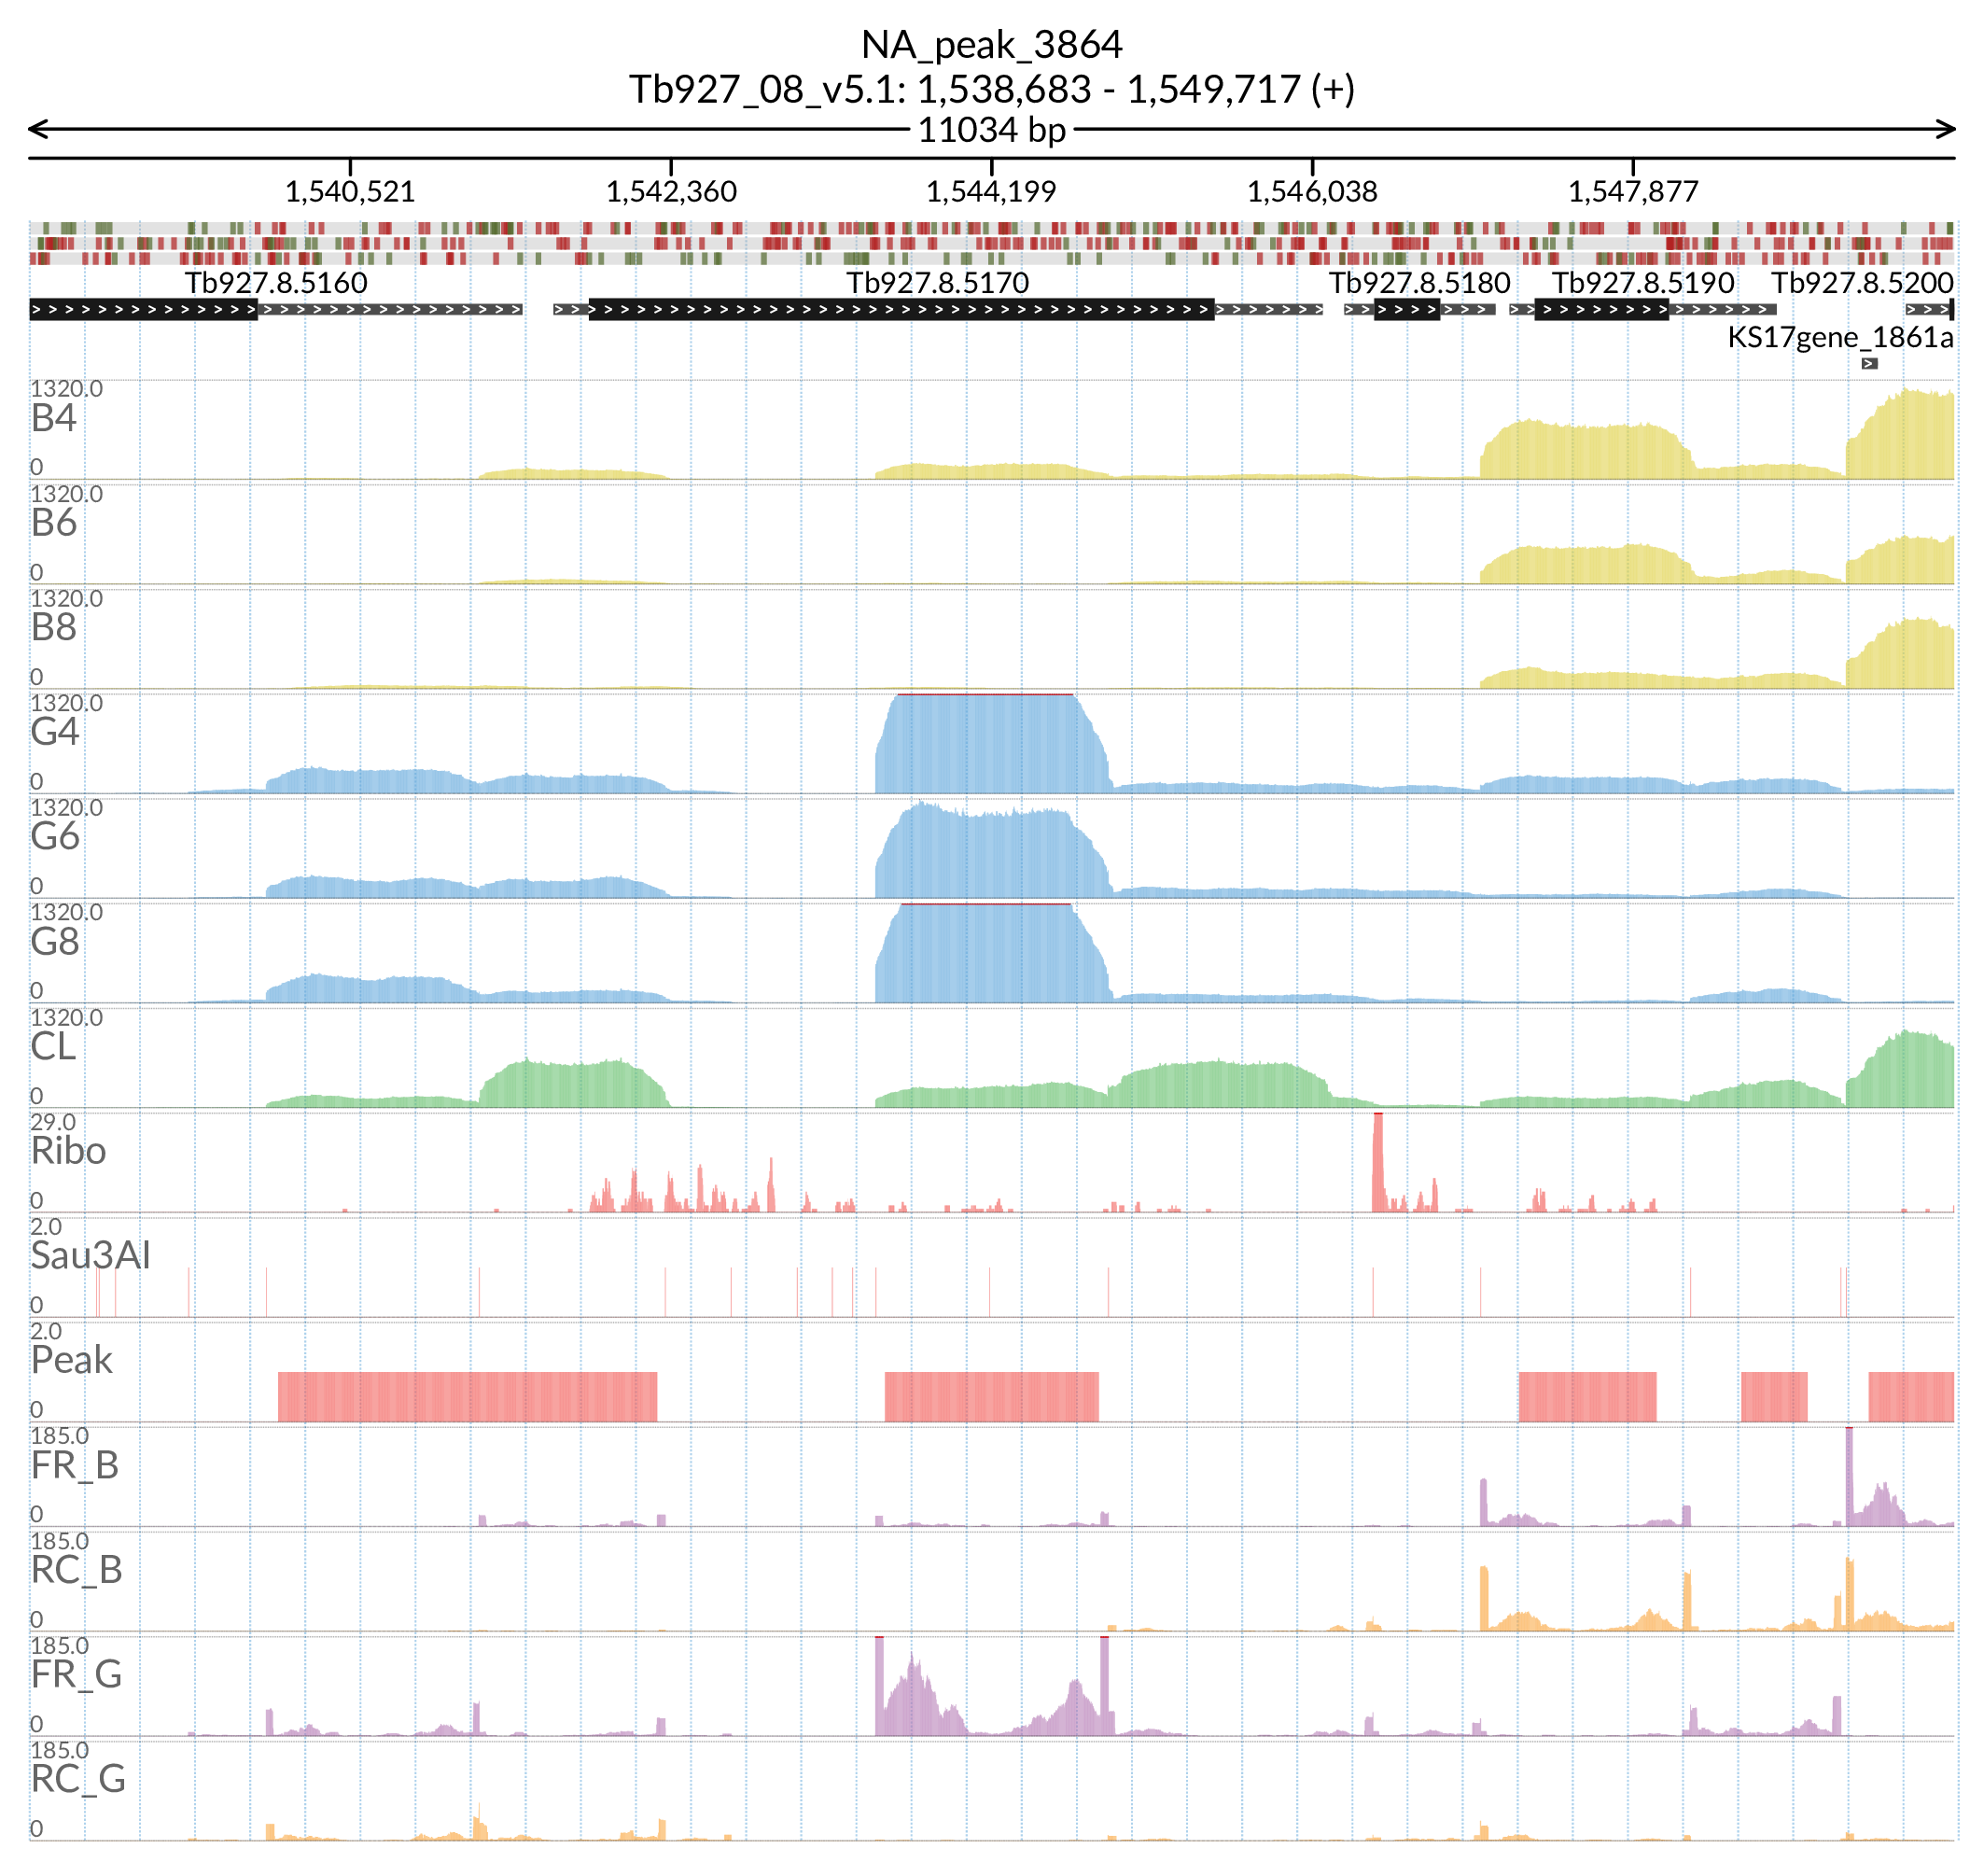 NA_peak_3864
Tb927_08_v5.1: 1,538,683 - 1,549,717 (+)
11034 bp
1,540,521 1,542,360 1,544,199 1,546,038 1,547,877
Tb927.8.5160 Tb927.8.5170 Tb927.8.5180 Tb927.8.5190 Tb927.8.5200
KS17gene_1861a
1320.0
B4
0
1320.0
B6
0
1320.0
B8
0
1320.0
G4
0
1320.0
G6
0
1320.0
G8
0
1320.0
CL
0
29.0
Ribo
0
2.0
Sau3AI
0
2.0
Peak
0
185.0
FR_B
0
185.0
RC_B
0
185.0
FR_G
0
185.0
RC_G
0